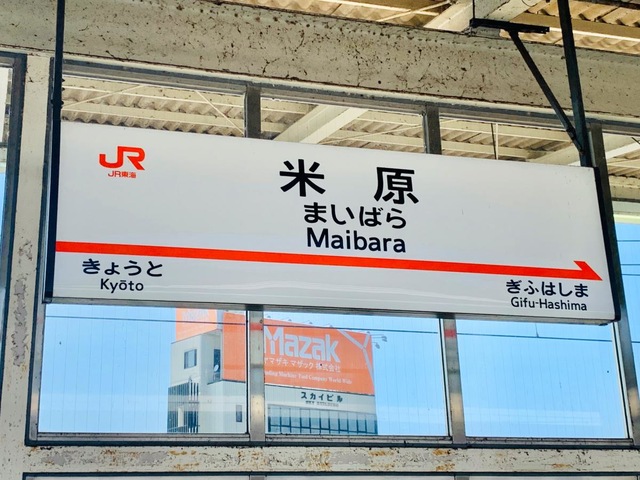 JR
JR東海
米原
まいばら
Maibara
きょうと
Kyōto
ぎふはしま
Gifu-Hashima
Mazak
ヤマザキ マザック 株式会社
スカイビル